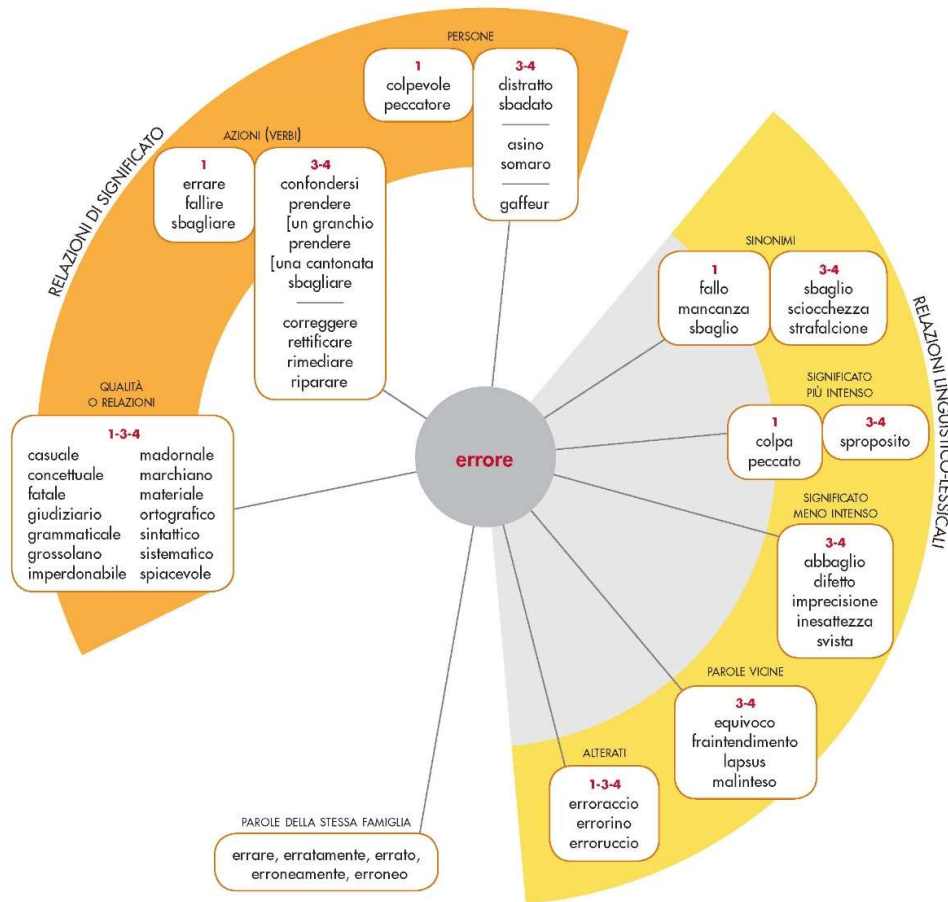 RELAZIONI DI SIGNIFICATO
PERSONE
1
colpevole
peccatore
3-4
distratto
sbadato
asino
somaro
gaffeur
AZIONI (VERBI)
1
errare
fallire
sbagliare
3-4
confondersi
prendere
[un granchio
prendere
[una cantonata
sbagliare
correggere
rettificare
rimediare
riparare
QUALITÀ
O RELAZIONI
1-3-4
casuale madornale
concettuale marchiano
fatale materiale
giudiziario ortografico
grammaticale sintattico
grossolano sistematico
imperdonabile spiacevole
errore
RELAZIONI LINGUISTICO-LESSICALI
SINONIMI
1
fallo
mancanza
sbaglio
3-4
sbaglio
sciocchezza
strafalcione
SIGNIFICATO
PIÙ INTENSO
1
colpa
peccato
3-4
sproposito
SIGNIFICATO
MENO INTENSO
3-4
abbaglio
difetto
imprecisione
inesattezza
svista
PAROLE VICINE
3-4
equivoco
fraintendimento
lapsus
malinteso
ALTERATI
1-3-4
erroraccio
errorino
erroruccio
PAROLE DELLA STESSA FAMIGLIA
errare, erratamente, errato,
erroneamente, erroneo